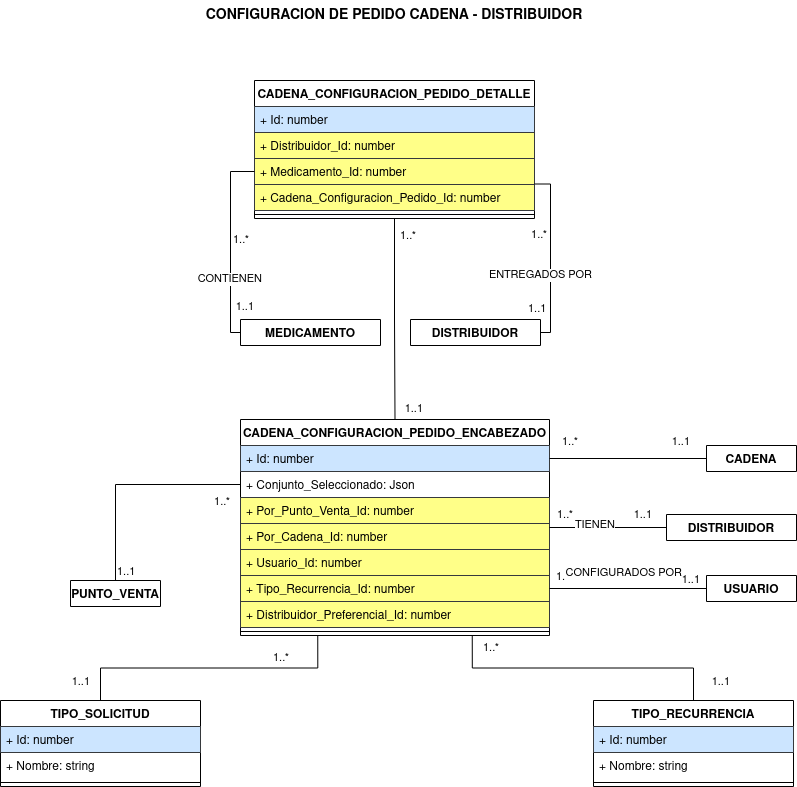 CONFIGURACION DE PEDIDO CADENA - DISTRIBUIDOR
CADENA_CONFIGURACION_PEDIDO_DETALLE
+ Id: number
+ Distribuidor_Id: number
+ Medicamento_Id: number
+ Cadena_Configuracion_Pedido_Id: number
1..*
1..*
1..*
CONTIENEN
ENTREGADOS POR
1..1
1..1
MEDICAMENTO
DISTRIBUIDOR
1..1
CADENA_CONFIGURACION_PEDIDO_ENCABEZADO
+ Id: number
+ Conjunto_Seleccionado: Json
+ Por_Punto_Venta_Id: number
+ Por_Cadena_Id: number
+ Usuario_Id: number
+ Tipo_Recurrencia_Id: number
+ Distribuidor_Preferencial_Id: number
1..*
1..1
CADENA
1..*
TIENEN
1..1
DISTRIBUIDOR
1.
CONFIGURADOS POR
1..1
USUARIO
1..*
1..1
PUNTO_VENTA
1..*
1..*
1..1
1..1
TIPO_SOLICITUD
+ Id: number
+ Nombre: string
TIPO_RECURRENCIA
+ Id: number
+ Nombre: string